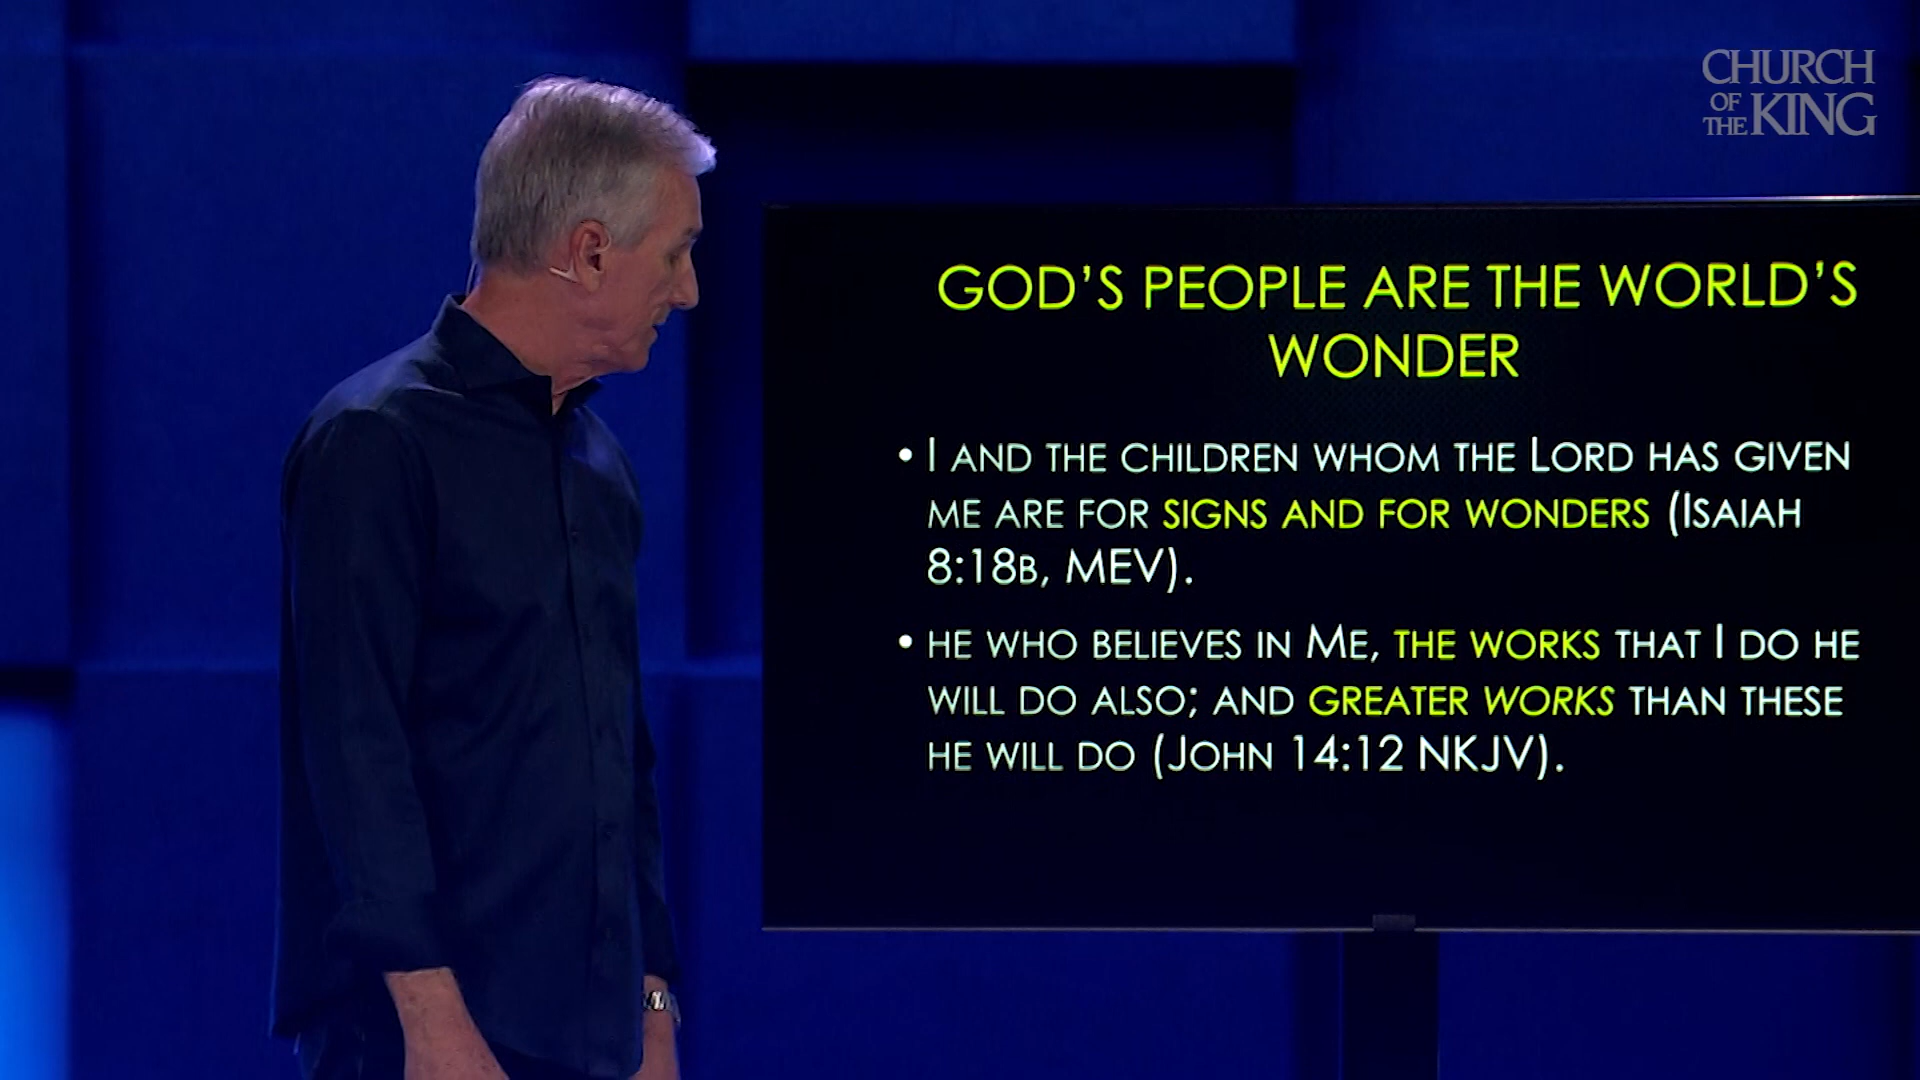 CHURCH
OF
THE KING
GOD'S PEOPLE ARE THE WORLD'S
WONDER
• I AND THE CHILDREN WHOM THE LORD HAS GIVEN
ME ARE FOR SIGNS AND FOR WONDERS (ISAIAH
8:18B, MEV).
• HE WHO BELIEVES IN ME, THE WORKS THAT I DO HE
WILL DO ALSO; AND GREATER WORKS THAN THESE
HE WILL DO (JOHN 14:12 NKJV).